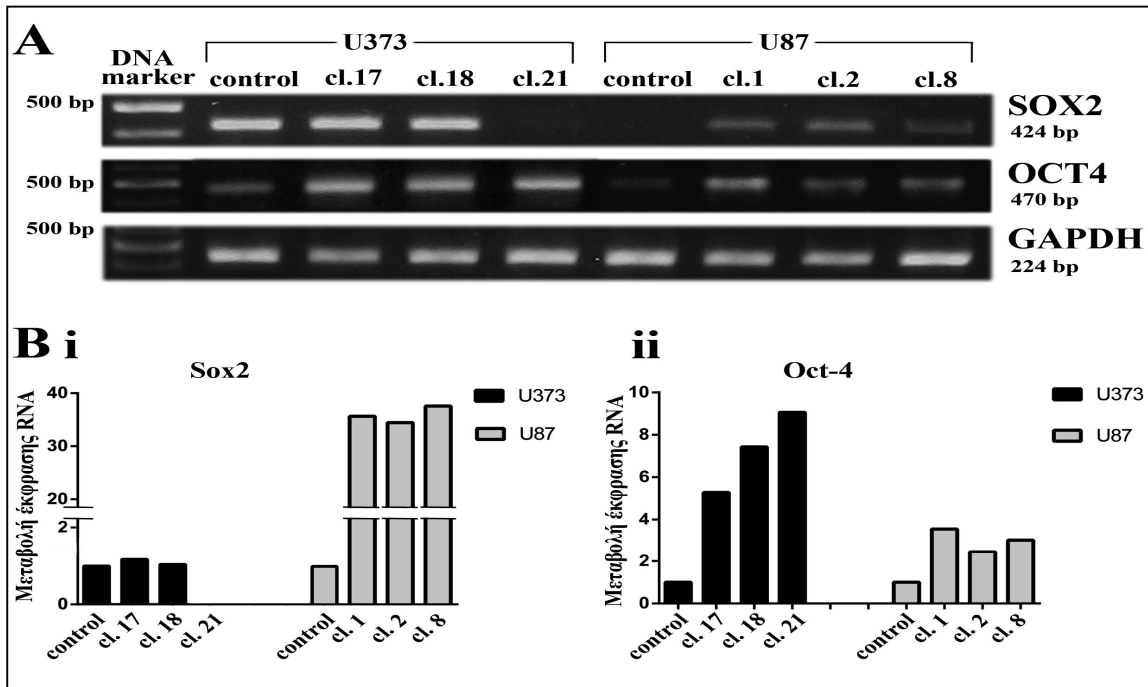 A
U373
U87
DNA
marker
control
cl.17
cl.18
cl.21
control
cl.1
cl.2
cl.8
500 bp
SOX2
424 bp
500 bp
OCT4
470 bp
500 bp
GAPDH
224 bp
B i
Sox2
Μεταβολή έκφρασης RNA
40
30
20
2
1
0
control
cl. 17
cl. 18
cl. 21
control
cl. 1
cl. 2
cl. 8
U373
U87
ii
Oct-4
Μεταβολή έκφρασης RNA
10
8
6
4
2
0
control
cl. 17
cl. 18
cl. 21
control
cl. 1
cl. 2
cl. 8
U373
U87